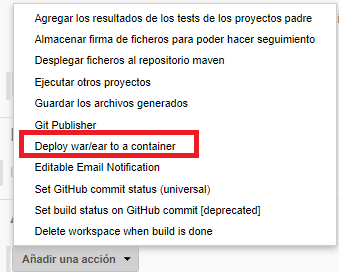 Agregar los resultados de los tests de los proyectos padre
Almacenar firma de ficheros para poder hacer seguimiento
Desplegar ficheros al repositorio maven
Ejecutar otros proyectos
Guardar los archivos generados
Git Publisher
Deploy war/ear to a container
Editable Email Notification
Set GitHub commit status (universal)
Set build status on GitHub commit [deprecated]
Delete workspace when build is done
Añadir una acción